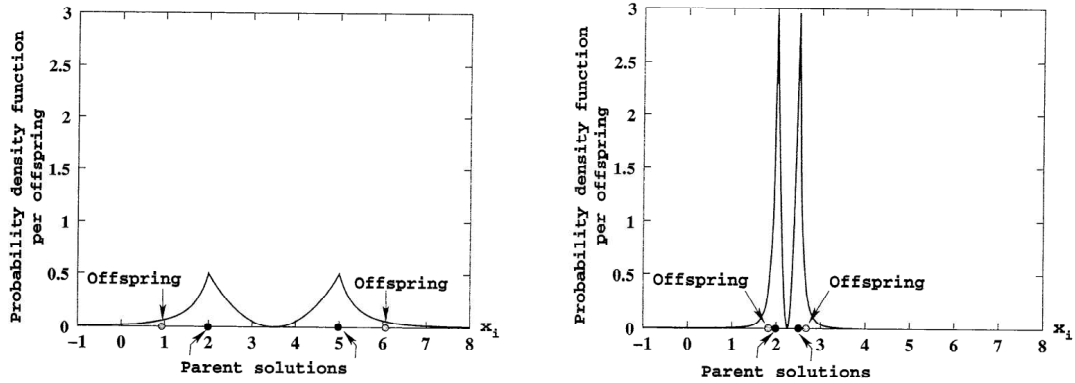 Probability density function
per offspring
3
2.5
2
1.5
1
0.5
0
Offspring
Offspring
-1 0 1 2 3 4 5 6 7 8
x_i
Parent solutions
Probability density function
per offspring
3
2.5
2
1.5
1
0.5
0
Offspring
Offspring
-1 0 1 2 3 4 5 6 7 8
x_i
Parent solutions